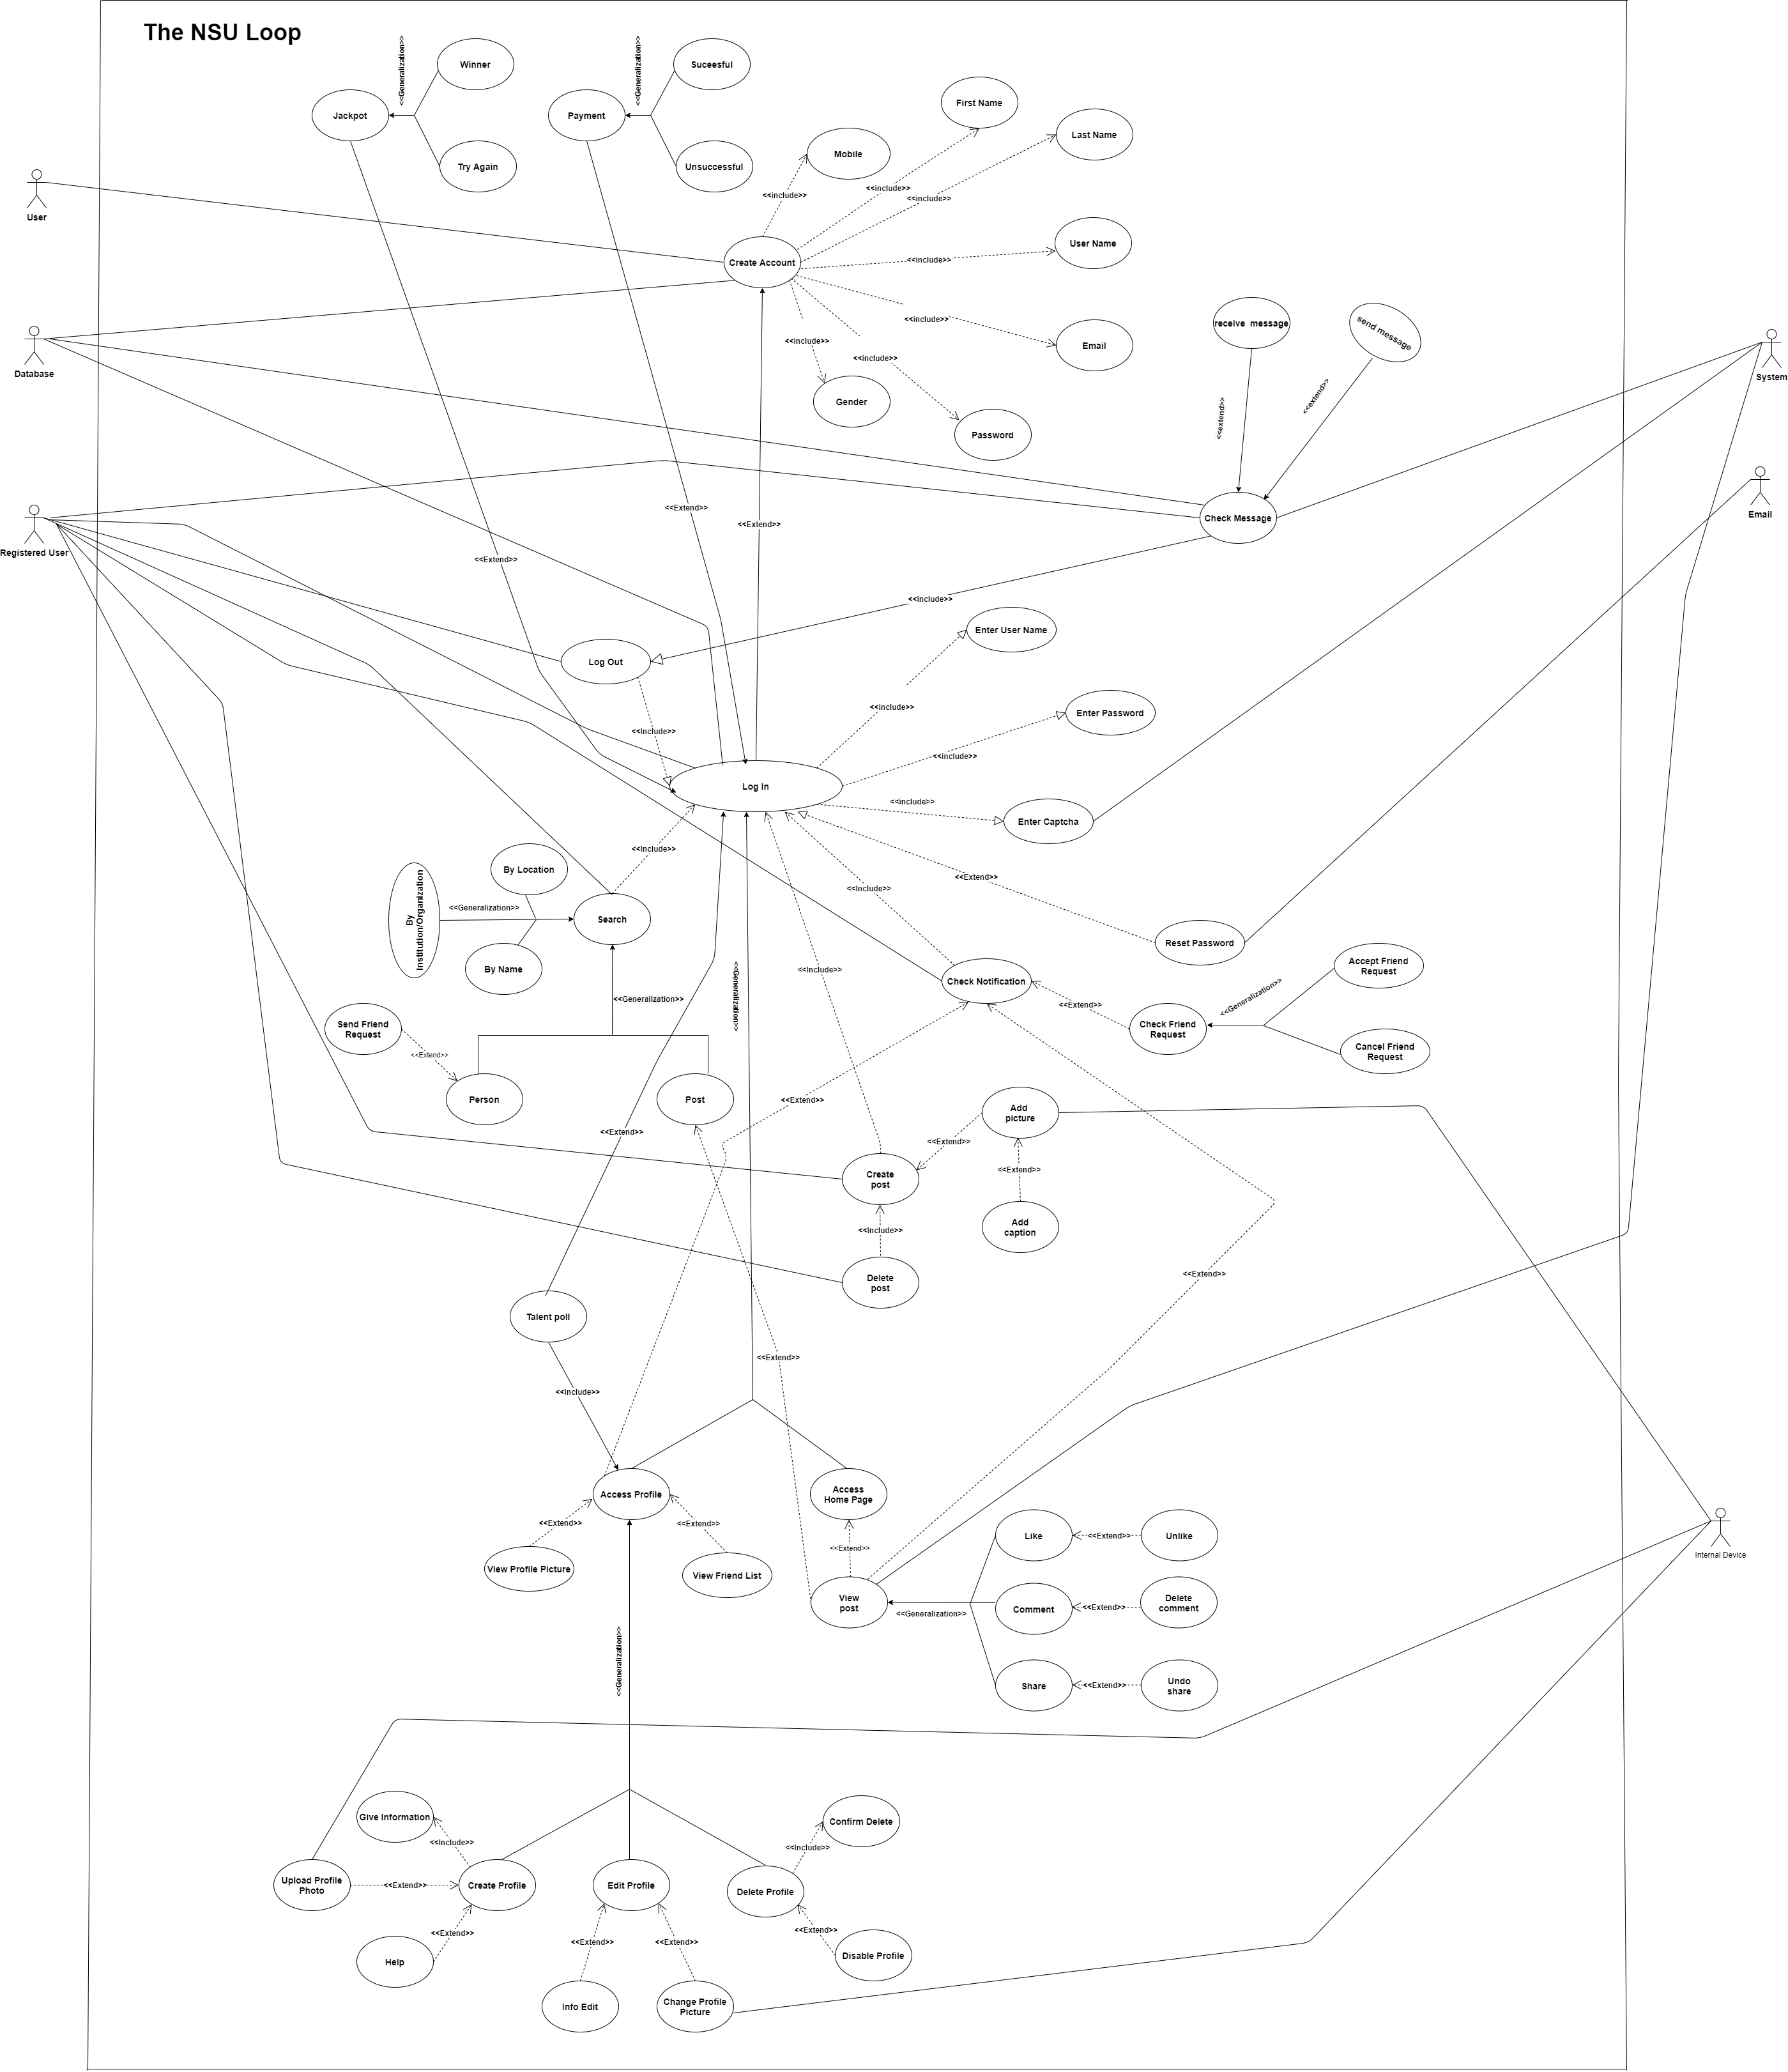 The NSU Loop
<<Generalization>>
Winner
Jackpot
Try Again
<<Generalization>>
Suceesful
Payment
Unsuccessful
First Name
Last Name
Mobile
<<include>>
<<include>>
<<include>>
User
Create Account
User Name
<<include>>
<<include>>
Email
<<include>>
<<include>>
Gender
Password
receive  message
send message
<<extend>>
<<extend>>
Database
System
Registered User
Email
Check Message
<<Extend>>
<<Extend>>
<<Extend>>
<<include>>
Log Out
Enter User Name
<<include>>
Enter Password
<<include>>
<<include>>
Log In
<<include>>
Enter Captcha
<<Include>>
<<Extend>>
<<Include>>
By Location
By
Institution/Organization
<<Generalization>>
Search
By Name
Reset Password
<<Generalization>>
<<Include>>
Check Notification
Accept Friend
Request
<<Generalization>>
<<Generalization>>
<<Extend>>
Check Friend
Request
Cancel Friend
Request
Send Friend
Request
<<Extend>>
Person
Post
<<Extend>>
Add
picture
<<Extend>>
<<Extend>>
<<Extend>>
Create
post
Add
caption
<<Include>>
Delete
post
<<Extend>>
Talent poll
<<Extend>>
<<Include>>
Access Profile
Access
Home Page
<<Extend>>
<<Extend>>
<<Extend>>
View Profile Picture
View Friend List
View
post
Like
<<Extend>>
Unlike
<<Generalization>>
Comment
<<Extend>>
Delete
comment
Share
<<Extend>>
Undo
share
Internal Device
<<Generalization>>
Give Information
<<Include>>
Confirm Delete
<<Include>>
Upload Profile
Photo
<<Extend>>
Create Profile
Edit Profile
Delete Profile
<<Extend>>
<<Extend>>
<<Extend>>
<<Extend>>
Help
Disable Profile
Info Edit
Change Profile
Picture